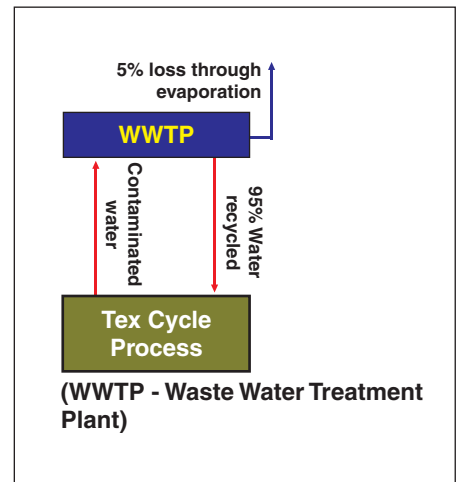 5% loss through
evaporation
WWTP
Contaminated
water
95% Water
recycled
Tex Cycle
Process
(WWTP - Waste Water Treatment
Plant)